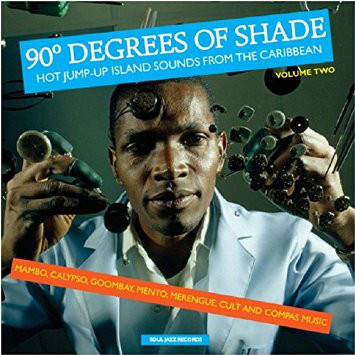 90º DEGREES OF SHADE
HOT JUMP-UP ISLAND SOUNDS FROM THE CARIBBEAN
VOLUME TWO
MAMBO, CALYPSO, GOOMBAY, MENTO, MERENGUE, CULT AND COMPAS MUSIC
SOUL JAZZ RECORDS